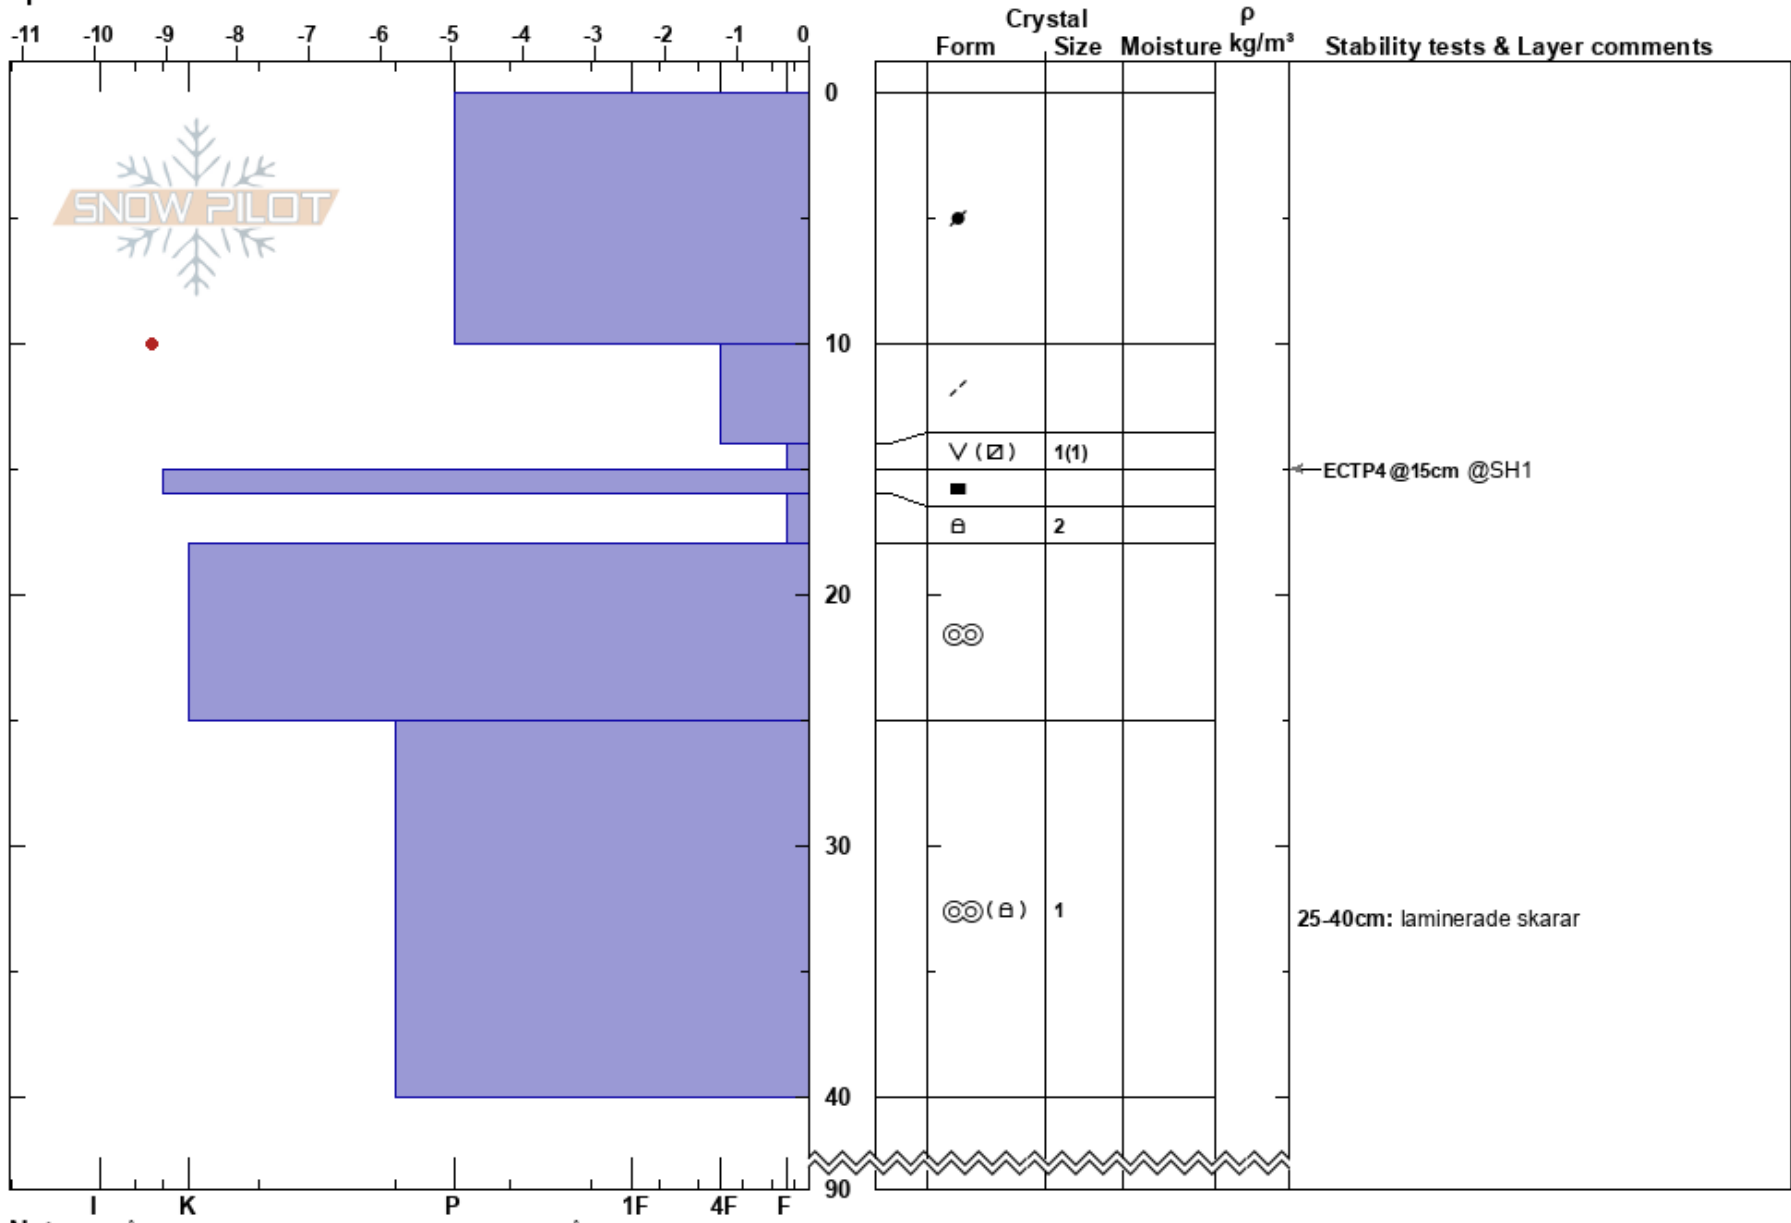 Crystal ρ
-11 -10 -9 -8 -7 -6 -5 -4 -3 -2 -1 0
Form Size Moisture kg/m³ Stability tests & Layer comments
0
SNOW PILOT
10
1(1)
ECTP4 @15cm @SH1
2
20
30
1
25-40cm: laminerade skarar
40
90
I K P 1F 4F F